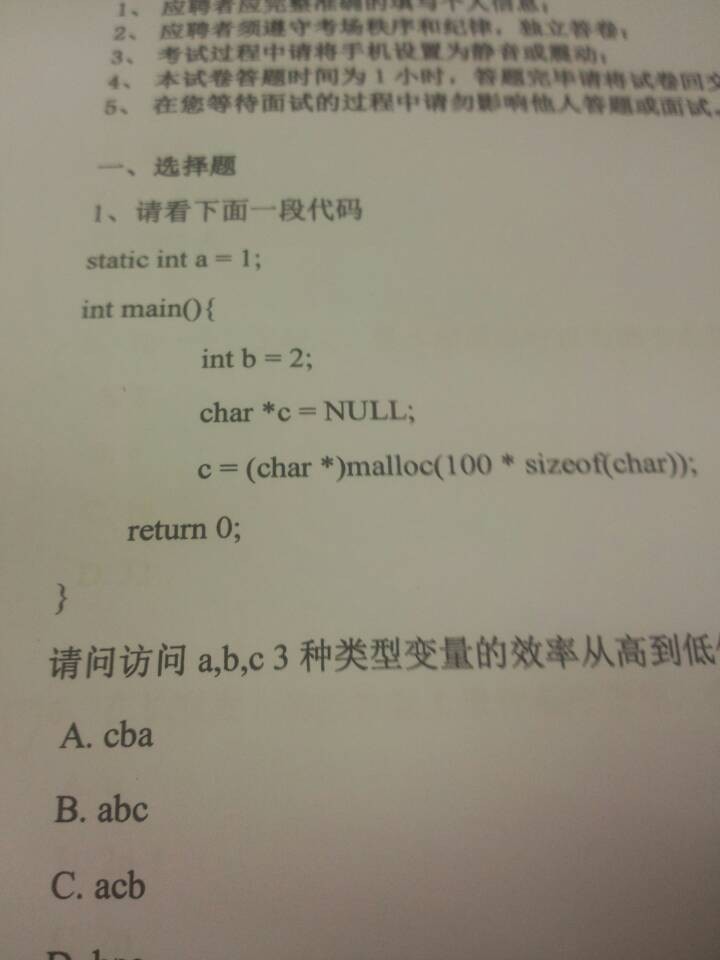 1、应聘者应完整准确的填写个人信息;
2、应聘者须遵守考场秩序和纪律,独立答卷;
3、考试过程中请将手机设置为静音或震动;
4、本试卷答题时间为 1 小时,答题完毕请将试卷回交
5、在您等待面试的过程中请勿影响他人答题或面试。
一、选择题
1、请看下面一段代码
static int a = 1;
int main(){
int b = 2;
char *c = NULL;
c = (char *)malloc(100 * sizeof(char));
return 0;
}
请问访问 a,b,c 3 种类型变量的效率从高到低
A. cba
B. abc
C. acb